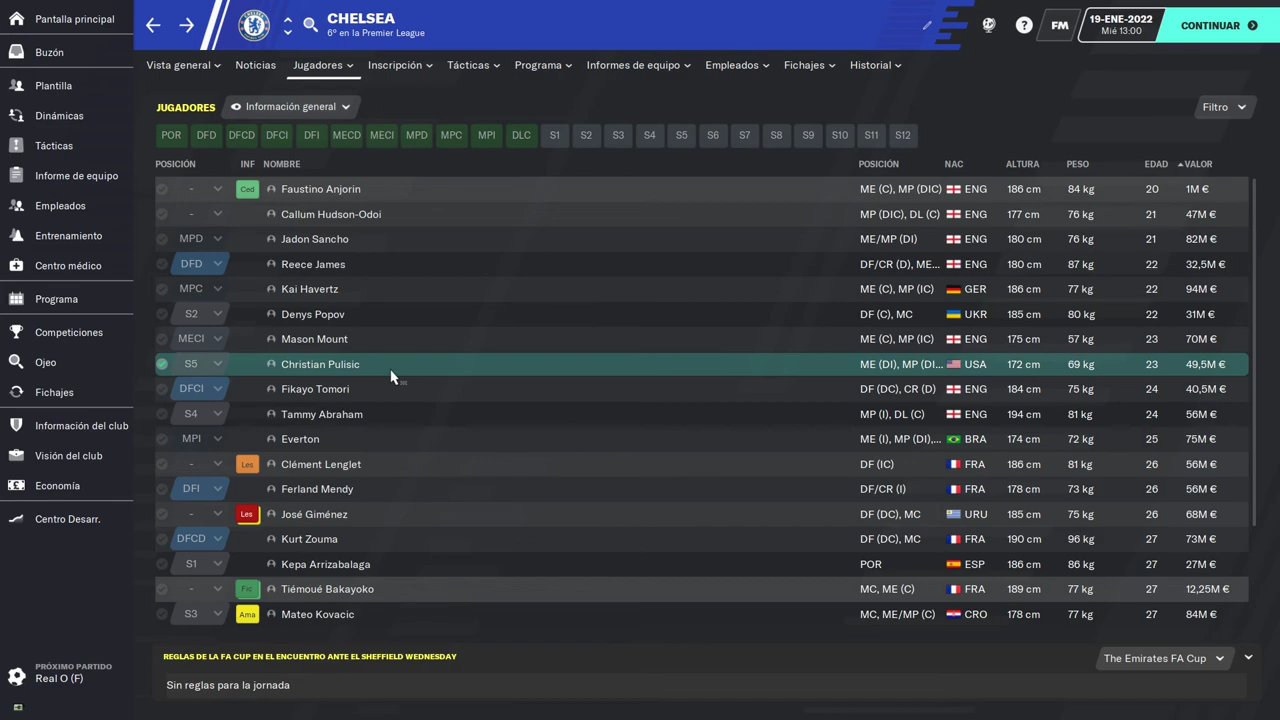 Pantalla principal
Buzón
Plantilla
Dinámicas
Tácticas
Informe de equipo
Empleados
Entrenamiento
Centro médico
Programa
Competiciones
Ojeo
Fichajes
Información del club
Visión del club
Economía
Centro Desarr.
PRÓXIMO PARTIDO
Real O (F)
CHELSEA
6º en la Premier League
? FM
19-ENE-2022
Mié 13:00
CONTINUAR
Vista general Noticias Jugadores Inscripción Tácticas Programa Informes de equipo Empleados Fichajes Historial
JUGADORES Información general Filtro
POR DFD DFCD DFCI DFI MECD MECI MPD MPC MPI DLC S1 S2 S3 S4 S5 S6 S7 S8 S9 S10 S11 S12
POSICIÓN INF NOMBRE POSICIÓN NAC ALTURA PESO EDAD VALOR
- Ced Faustino Anjorin ME (C), MP (DIC) ENG 186 cm 84 kg 20 1M €
- Callum Hudson-Odoi MP (DIC), DL (C) ENG 177 cm 76 kg 21 47M €
MPD Jadon Sancho ME/MP (DI) ENG 180 cm 76 kg 21 82M €
DFD Reece James DF/CR (D), ME... ENG 180 cm 87 kg 22 32,5M €
MPC Kai Havertz ME (C), MP (IC) GER 186 cm 77 kg 22 94M €
S2 Denys Popov DF (C), MC UKR 185 cm 80 kg 22 31M €
MECI Mason Mount ME (C), MP (IC) ENG 175 cm 57 kg 23 70M €
S5 Christian Pulisic ME (DI), MP (DI... USA 172 cm 69 kg 23 49,5M €
DFCI Fikayo Tomori DF (DC), CR (D) ENG 184 cm 75 kg 24 40,5M €
S4 Tammy Abraham MP (I), DL (C) ENG 194 cm 81 kg 24 56M €
MPI Everton ME (I), MP (DI),... BRA 174 cm 72 kg 25 75M €
- Les Clément Lenglet DF (IC) FRA 186 cm 81 kg 26 56M €
DFI Ferland Mendy DF/CR (I) FRA 178 cm 73 kg 26 56M €
- Les José Giménez DF (DC), MC URU 185 cm 75 kg 26 68M €
DFCD Kurt Zouma DF (DC), MC FRA 190 cm 96 kg 27 73M €
S1 Kepa Arrizabalaga POR ESP 186 cm 86 kg 27 27M €
- Fic Tiémoué Bakayoko MC, ME (C) FRA 189 cm 77 kg 27 12,25M €
S3 Ama Mateo Kovacic MC, ME/MP (C) CRO 178 cm 77 kg 27 84M €
REGLAS DE LA FA CUP EN EL ENCUENTRO ANTE EL SHEFFIELD WEDNESDAY
The Emirates FA Cup
Sin reglas para la jornada